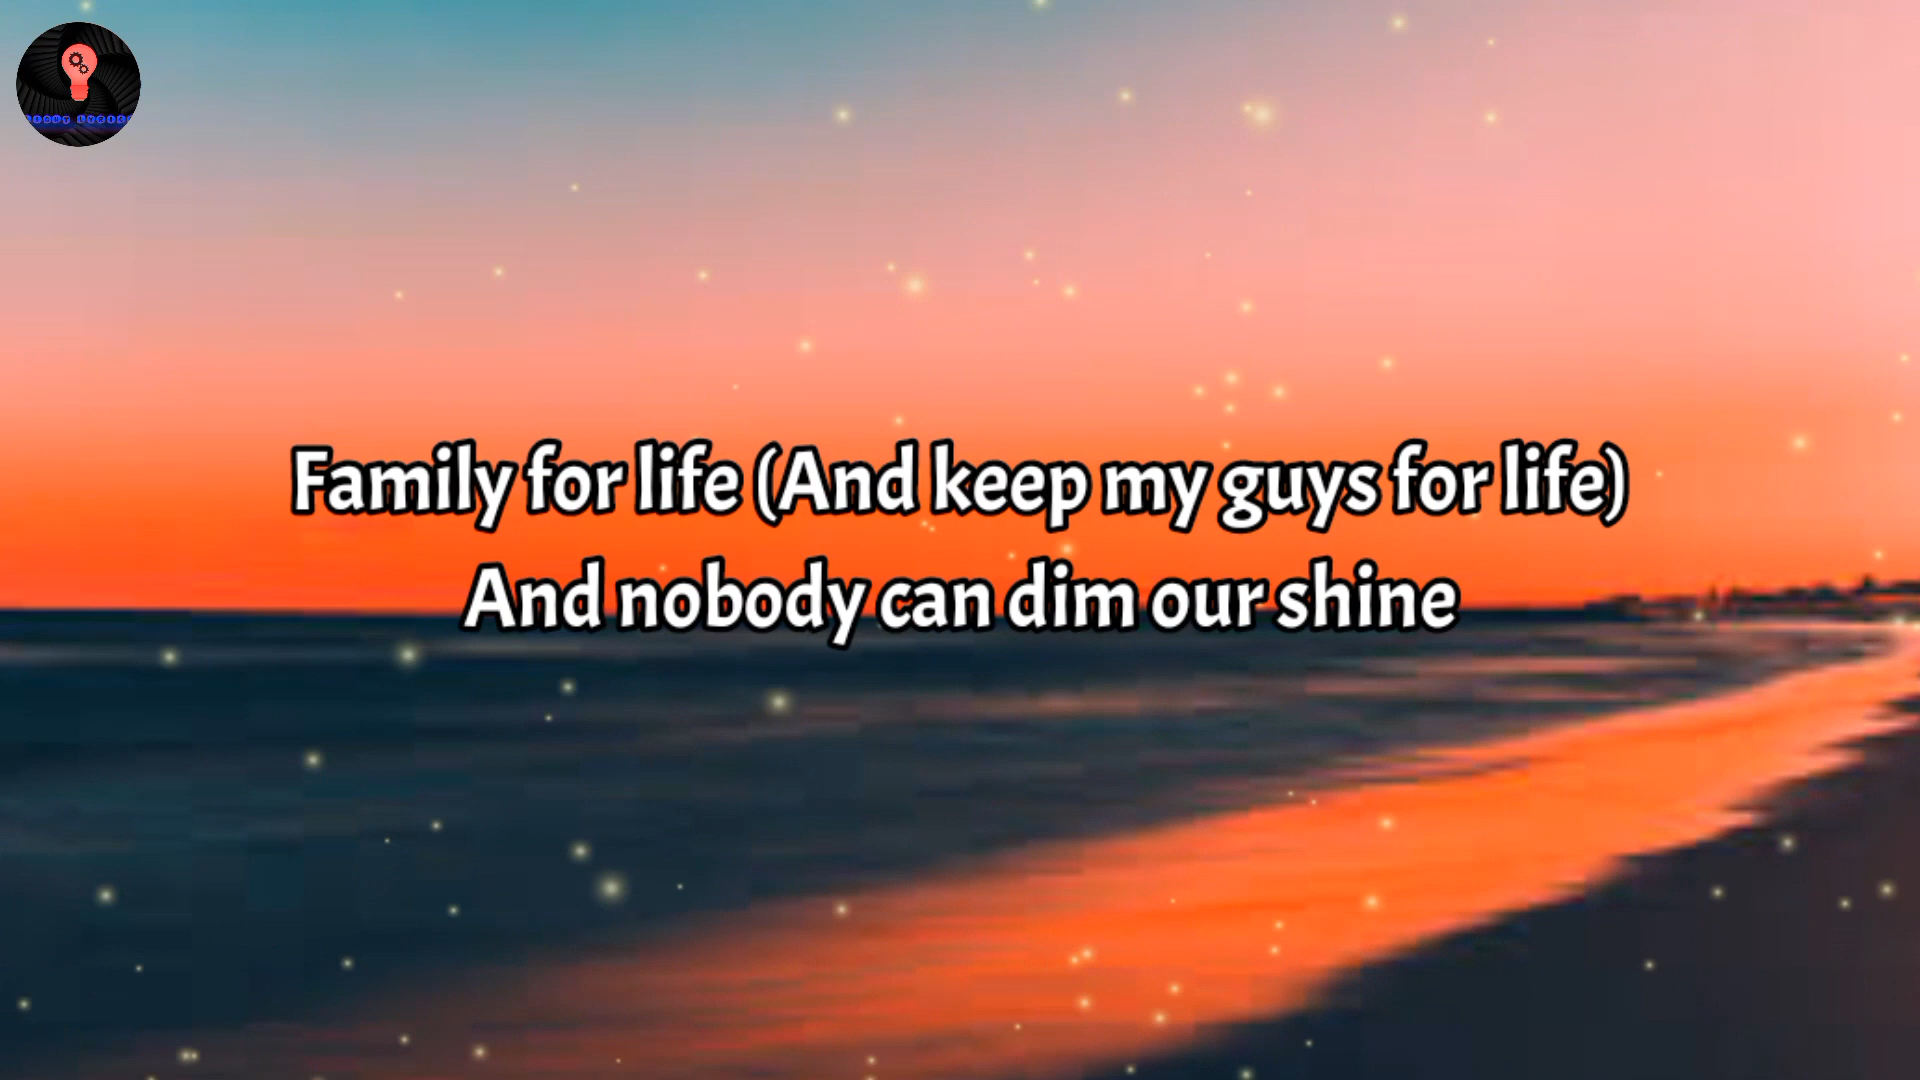 Family for life (And keep my guys for life)
And nobody can dim our shine